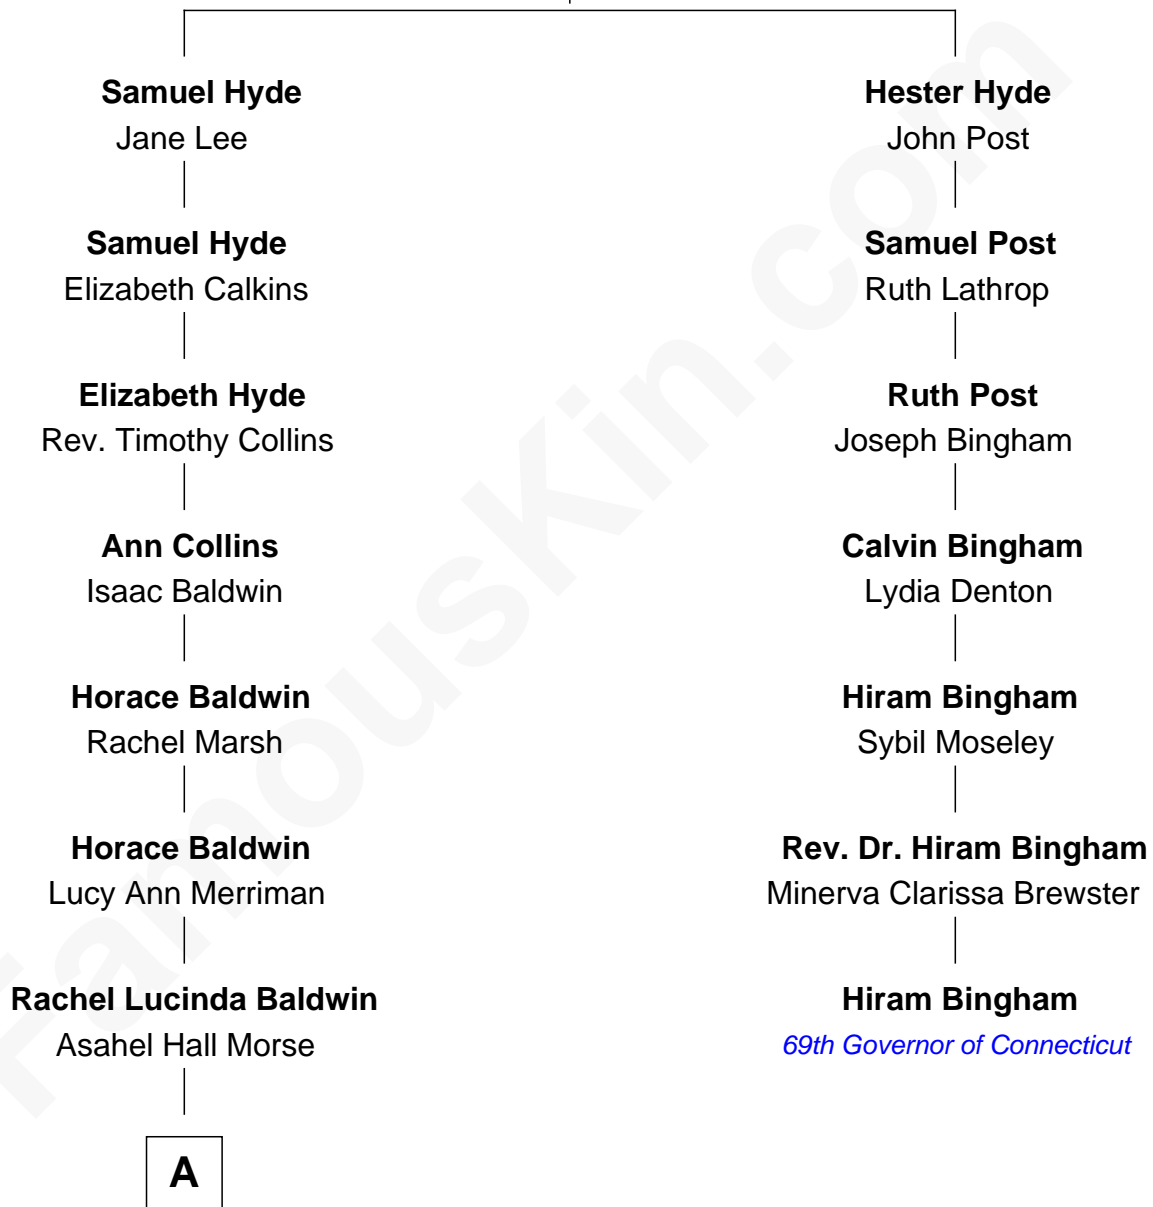 Samuel Hyde
Jane Lee
Samuel Hyde
Elizabeth Calkins
Elizabeth Hyde
Rev. Timothy Collins
Ann Collins
Isaac Baldwin
Horace Baldwin
Rachel Marsh
Horace Baldwin
Lucy Ann Merriman
Rachel Lucinda Baldwin
Asahel Hall Morse
A
Hester Hyde
John Post
Samuel Post
Ruth Lathrop
Ruth Post
Joseph Bingham
Calvin Bingham
Lydia Denton
Hiram Bingham
Sybil Moseley
Rev. Dr. Hiram Bingham
Minerva Clarissa Brewster
Hiram Bingham
69th Governor of Connecticut
FamousKin.com